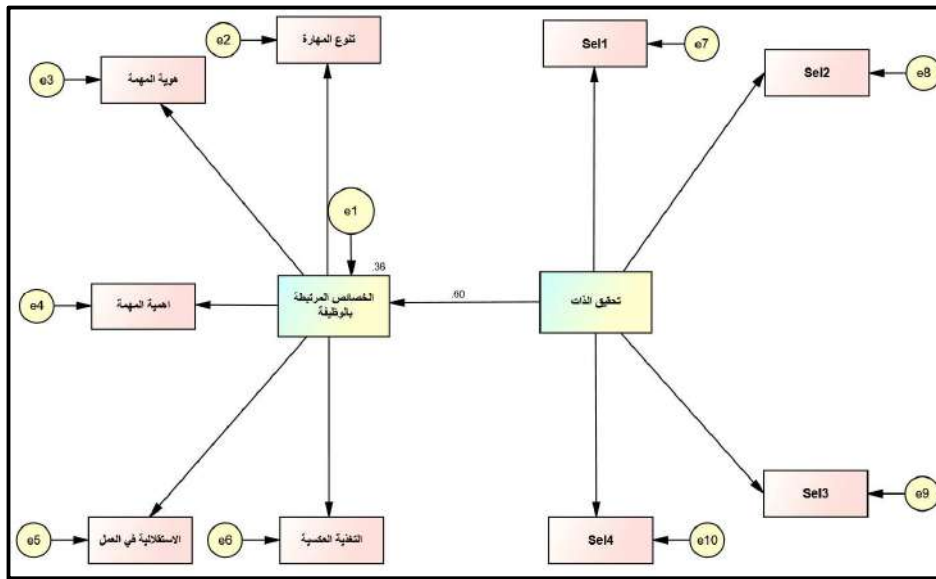 e2
تنوع المهارة
Sel1
e7
e3
هوية المهمة
Sel2
e8
e1
.36
الخصائص المرتبطة
بالوظيفة
.60
تحقيق الذات
e4
اهمية المهمة
Sel3
e9
e5
الاستقلالية في العمل
e6
التغذية العكسية
Sel4
e10